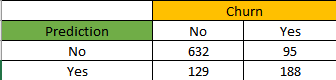 Churn
Prediction No Yes
No 632 95
Yes 129 188